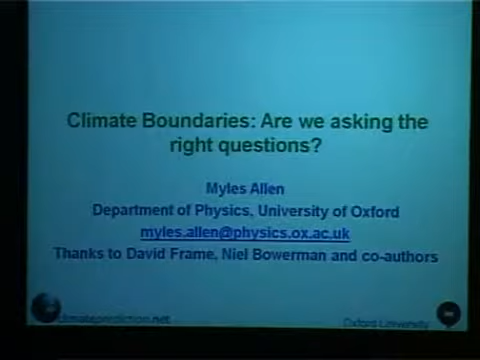 Climate Boundaries: Are we asking the
right questions?
Myles Allen
Department of Physics, University of Oxford
myles.allen@physics.ox.ac.uk
Thanks to David Frame, Niel Bowerman and co-authors
climateprediction.net
Oxford University